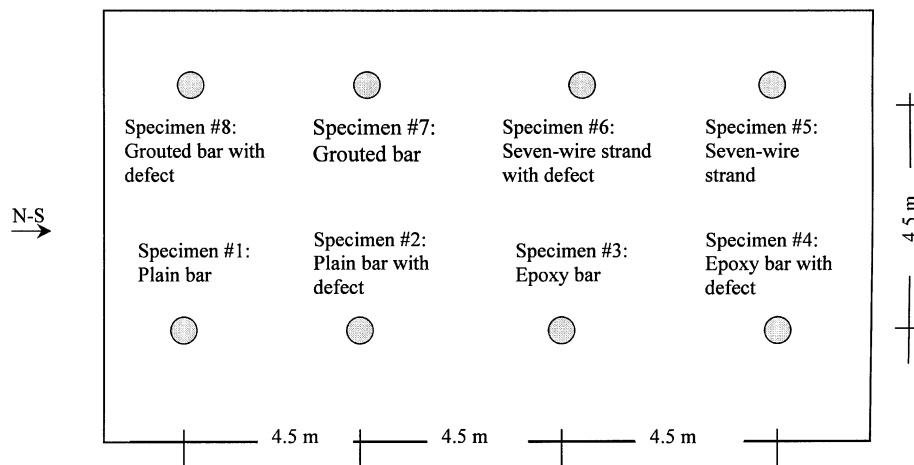 Specimen #8:
Grouted bar with
defect
Specimen #7:
Grouted bar
Specimen #6:
Seven-wire strand
with defect
Specimen #5:
Seven-wire
strand
N-S
Specimen #1:
Plain bar
Specimen #2:
Plain bar with
defect
Specimen #3:
Epoxy bar
Specimen #4:
Epoxy bar with
defect
4.5 m
4.5 m
4.5 m
4.5 m